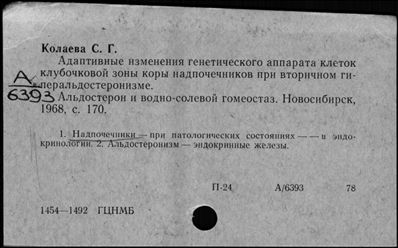 Колаева С. Г.
Адаптивные изменения генетического аппарата клеток
клубочковой зоны коры надпочечников при вторичном ги-
перальдостеронизме.
А
6393
Альдостерон и водно-солевой гомеостаз. Новосибирск,
1968, с. 170.
1. Надпочечники — при патологических состояниях — — и эндо-
кринологии. 2. Альдостеронизм — эндокринные железы.
П-24 А/6393 78
1454—1492 ГЦНМБ